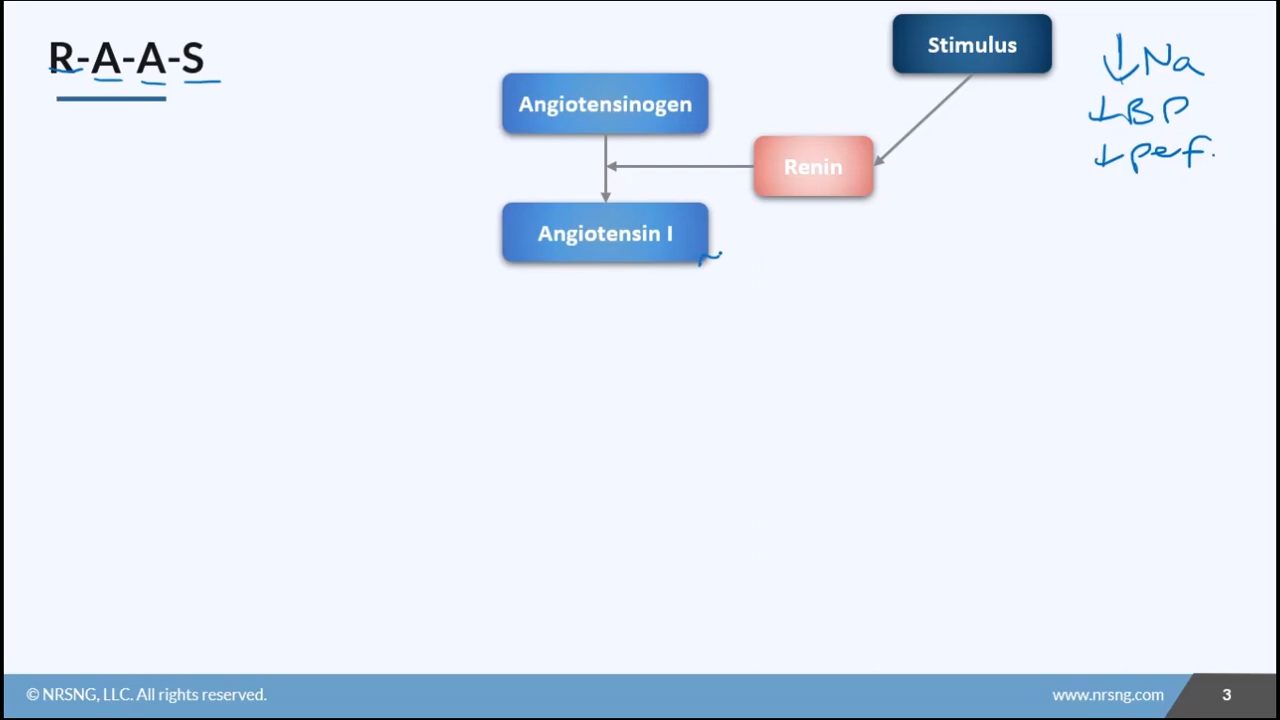 R-A-A-S
Stimulus
↓Na
↓BP
↓perf.
Angiotensinogen
Renin
Angiotensin I
© NRSNG, LLC. All rights reserved.
www.nrsng.com
3